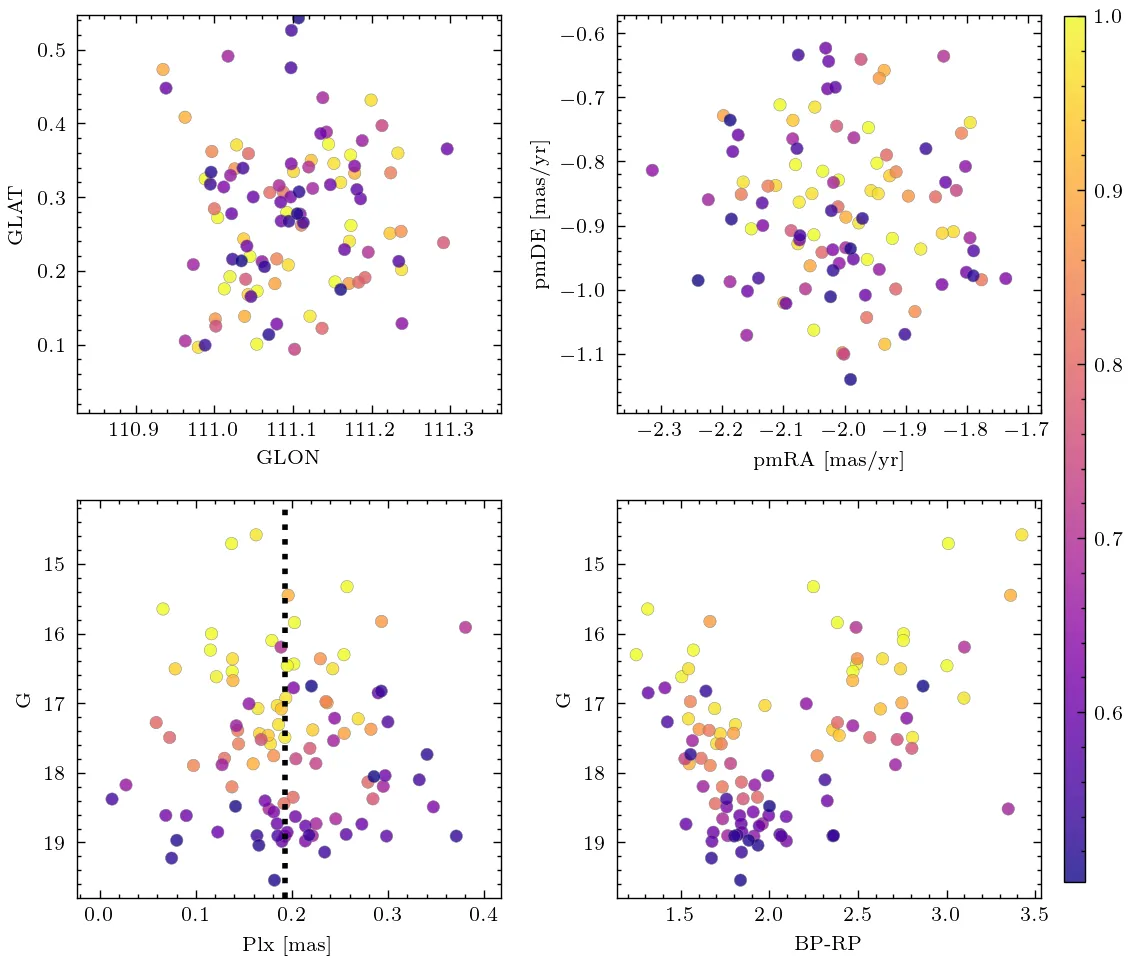 0.5
0.4
0.3
0.2
0.1
GLAT
110.9 111.0 111.1 111.2 111.3
GLON
−0.6
−0.7
−0.8
−0.9
−1.0
−1.1
pmDE [mas/yr]
−2.3 −2.2 −2.1 −2.0 −1.9 −1.8 −1.7
pmRA [mas/yr]
1.0
0.9
0.8
0.7
0.6
15
16
17
18
19
G
0.0 0.1 0.2 0.3 0.4
Plx [mas]
15
16
17
18
19
G
1.5 2.0 2.5 3.0 3.5
BP-RP